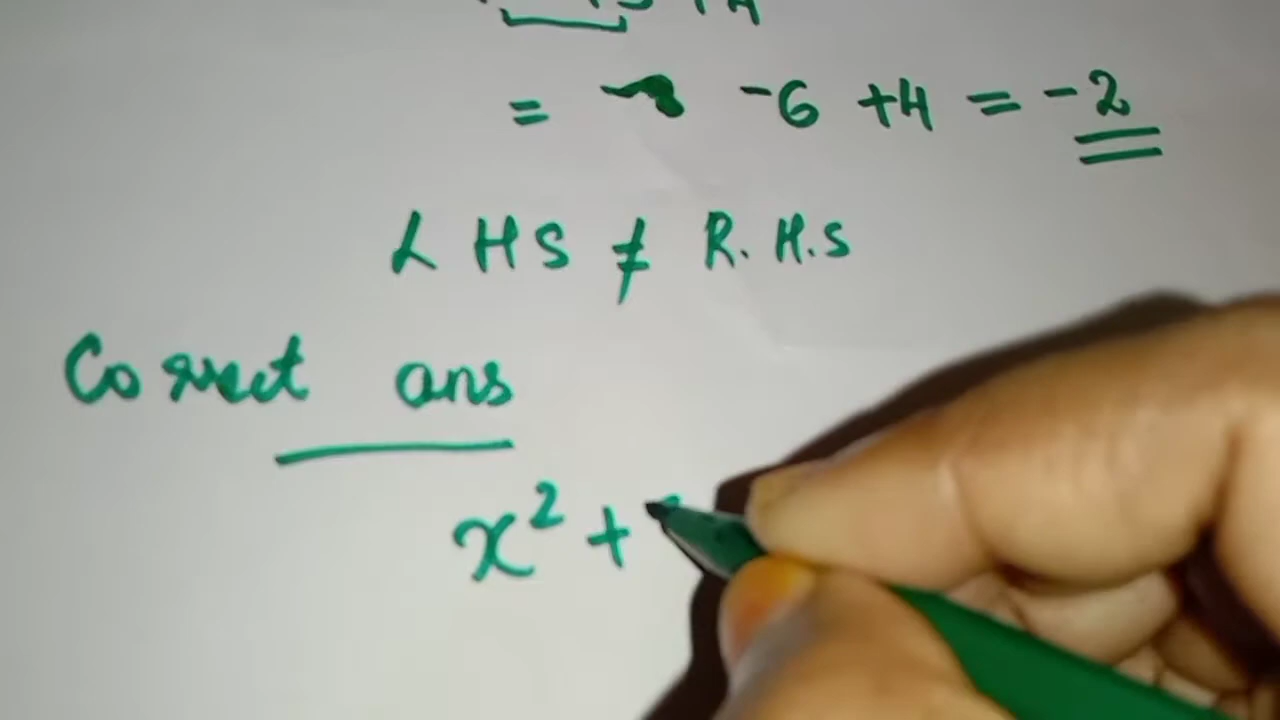 = -6 +4 = -2
LHS ≠ R.H.S
Correct ans
x² +